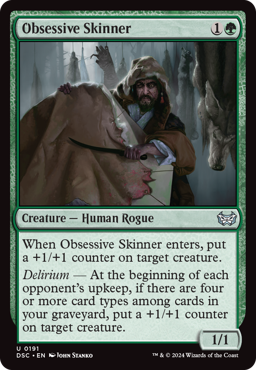 Obsessive Skinner 1
Creature — Human Rogue
When Obsessive Skinner enters, put
a +1/+1 counter on target creature.
Delirium — At the beginning of each
opponent's upkeep, if there are four
or more card types among cards in
your graveyard, put a +1/+1 counter
on target creature.
1/1
U 0191
DSC • EN John Stanko
™ & © 2024 Wizards of the Coast